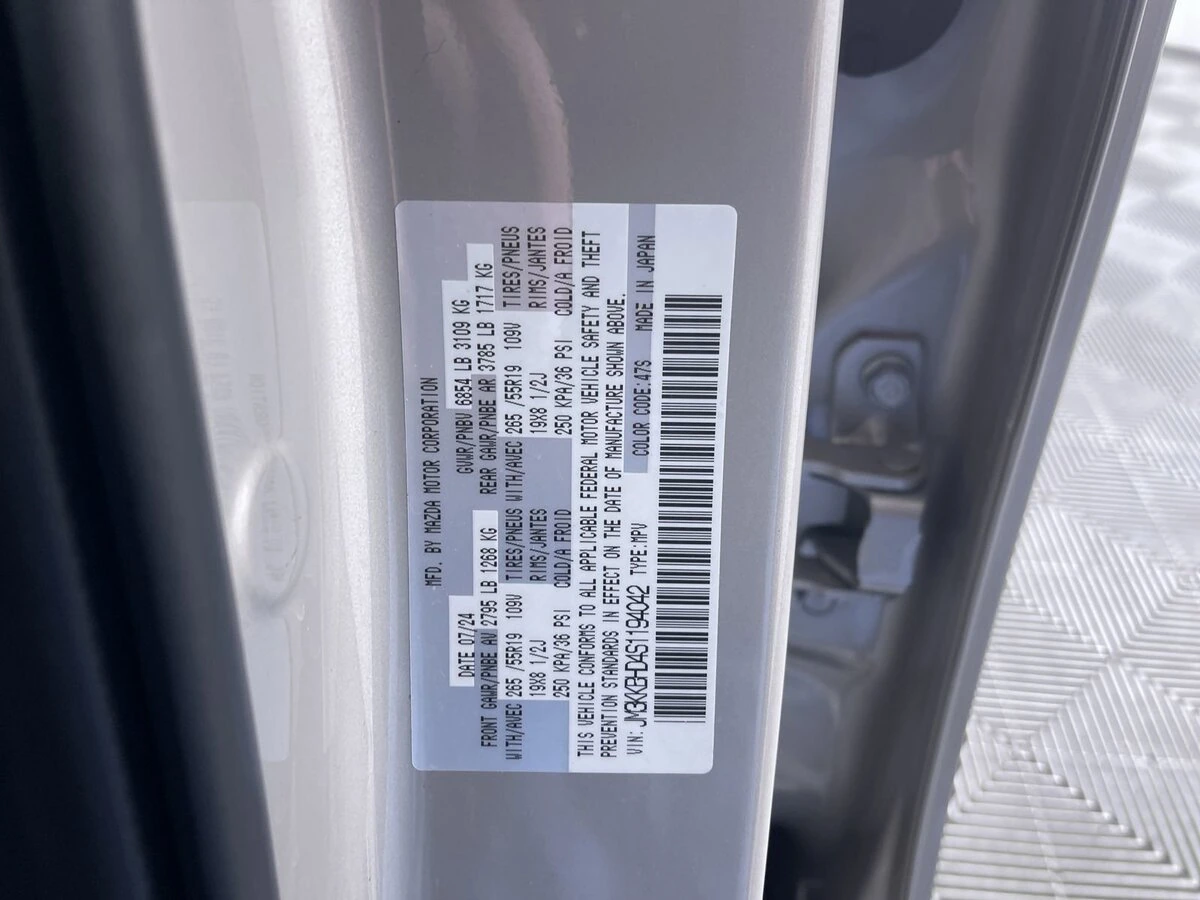 MFD. BY MAZDA MOTOR CORPORATION
DATE 07/24 GVWR/PNBV 6854 LB 3109 KG
FRONT GAWR/PNBE AV 2795 LB 1268 KG REAR GAWR/PNBE AR 3785 LB 1717 KG
WITH/AVEC 265 /55R19 109V TIRES/PNEUS WITH/AVEC 265 /55R19 109V TIRES/PNEUS
19X8 1/2J RIMS/JANTES 19X8 1/2J RIMS/JANTES
250 KPA/36 PSI COLD/A FROID 250 KPA/36 PSI COLD/A FROID
THIS VEHICLE CONFORMS TO ALL APPLICABLE FEDERAL MOTOR VEHICLE SAFETY AND THEFT
PREVENTION STANDARDS IN EFFECT ON THE DATE OF MANUFACTURE SHOWN ABOVE.
VIN: JM3KKBHD4S1194042 TYPE:MPV COLOR CODE:47S MADE IN JAPAN